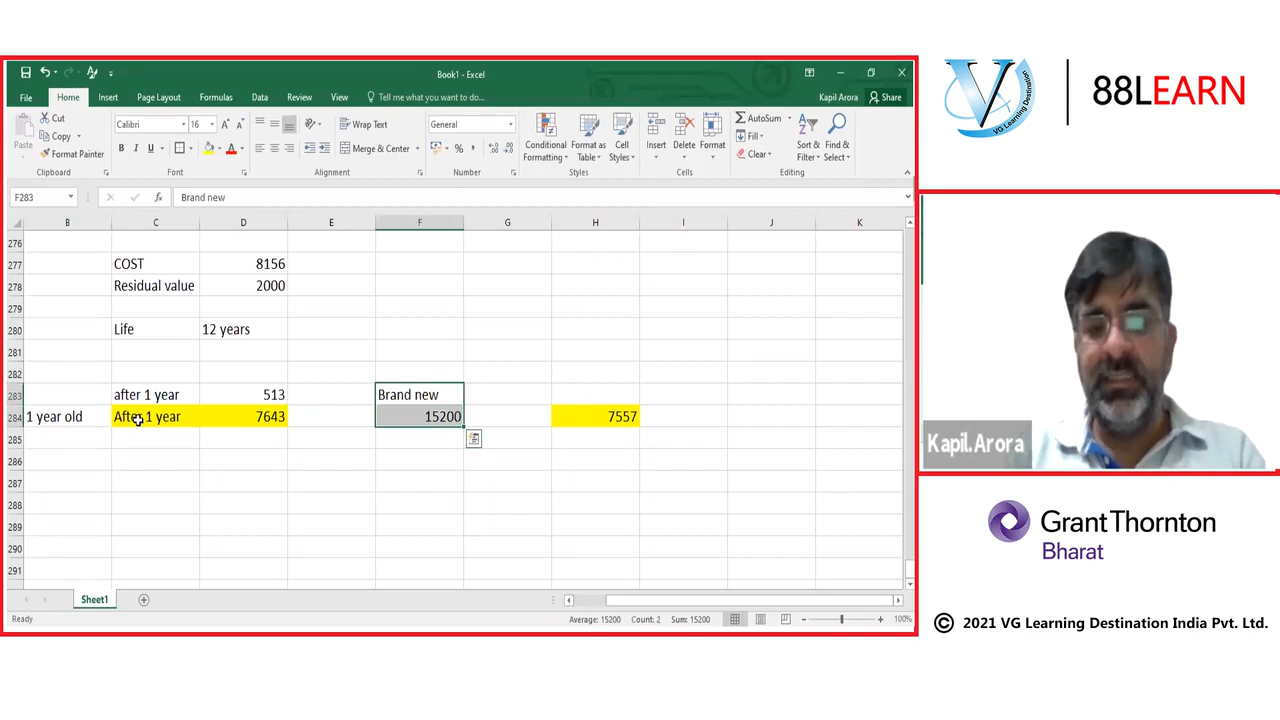 Book1 - Excel
File Home Insert Page Layout Formulas Data Review View Tell me what you want to do... Kapil Arora Share
Paste
Cut
Copy
Format Painter
Clipboard
Calibri 16
B I U
Font
Wrap Text
Merge & Center
Alignment
General
Number
Conditional Formatting
Format as Table
Cell Styles
Styles
Insert Delete Format
Cells
AutoSum
Fill
Clear
Sort & Filter
Find & Select
Editing
F283 Brand new
B C D E F G H I J K
276
277 COST 8156
278 Residual value 2000
279
280 Life 12 years
281
282
283 after 1 year 513 Brand new
284 1 year old After 1 year 7643 15200 7557
285
286
287
288
289
290
291
Sheet1
Ready Average: 15200 Count: 2 Sum: 15200 100%
VG Learning Destination
88LEARN
Kapil.Arora
Grant Thornton
Bharat
© 2021 VG Learning Destination India Pvt. Ltd.